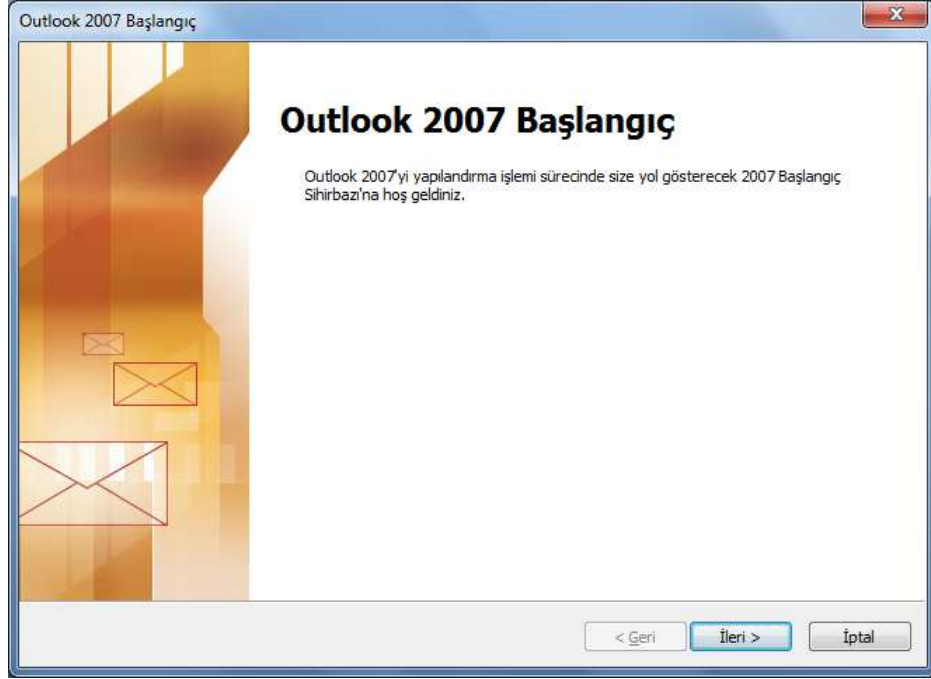 Outlook 2007 Başlangıç
Outlook 2007 Başlangıç
Outlook 2007'yi yapılandırma işlemi sürecinde size yol gösterecek 2007 Başlangıç
Sihirbazı'na hoş geldiniz.
< Geri İleri > İptal